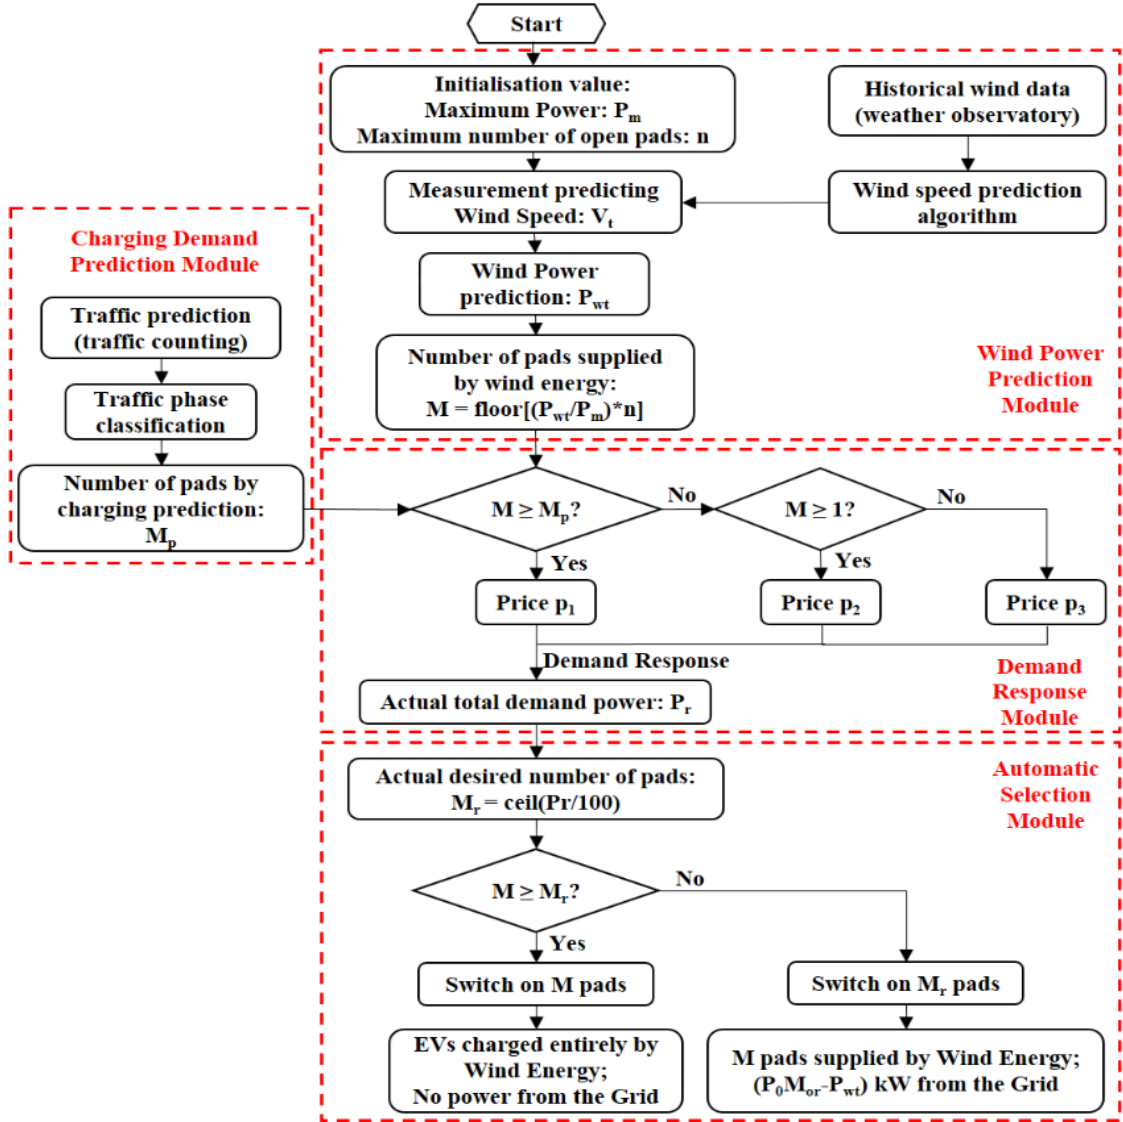 Start
Initialisation value:
Maximum Power: Pₘ
Maximum number of open pads: n
Historical wind data
(weather observatory)
Measurement predicting
Wind Speed: Vₜ
Wind speed prediction
algorithm
Wind Power
prediction: P_wt
Number of pads supplied
by wind energy:
M = floor[(P_wt/Pₘ)*n]
Wind Power
Prediction
Module
Charging Demand
Prediction Module
Traffic prediction
(traffic counting)
Traffic phase
classification
Number of pads by
charging prediction:
Mₚ
M ≥ Mₚ?
No
M ≥ 1?
No
Yes
Yes
Price p₁
Price p₂
Price p₃
Demand Response
Actual total demand power: Pᵣ
Demand
Response
Module
Actual desired number of pads:
Mᵣ = ceil(Pr/100)
Automatic
Selection
Module
M ≥ Mᵣ?
No
Yes
Switch on M pads
Switch on Mᵣ pads
EVs charged entirely by
Wind Energy;
No power from the Grid
M pads supplied by Wind Energy;
(P₀M_or-P_wt) kW from the Grid